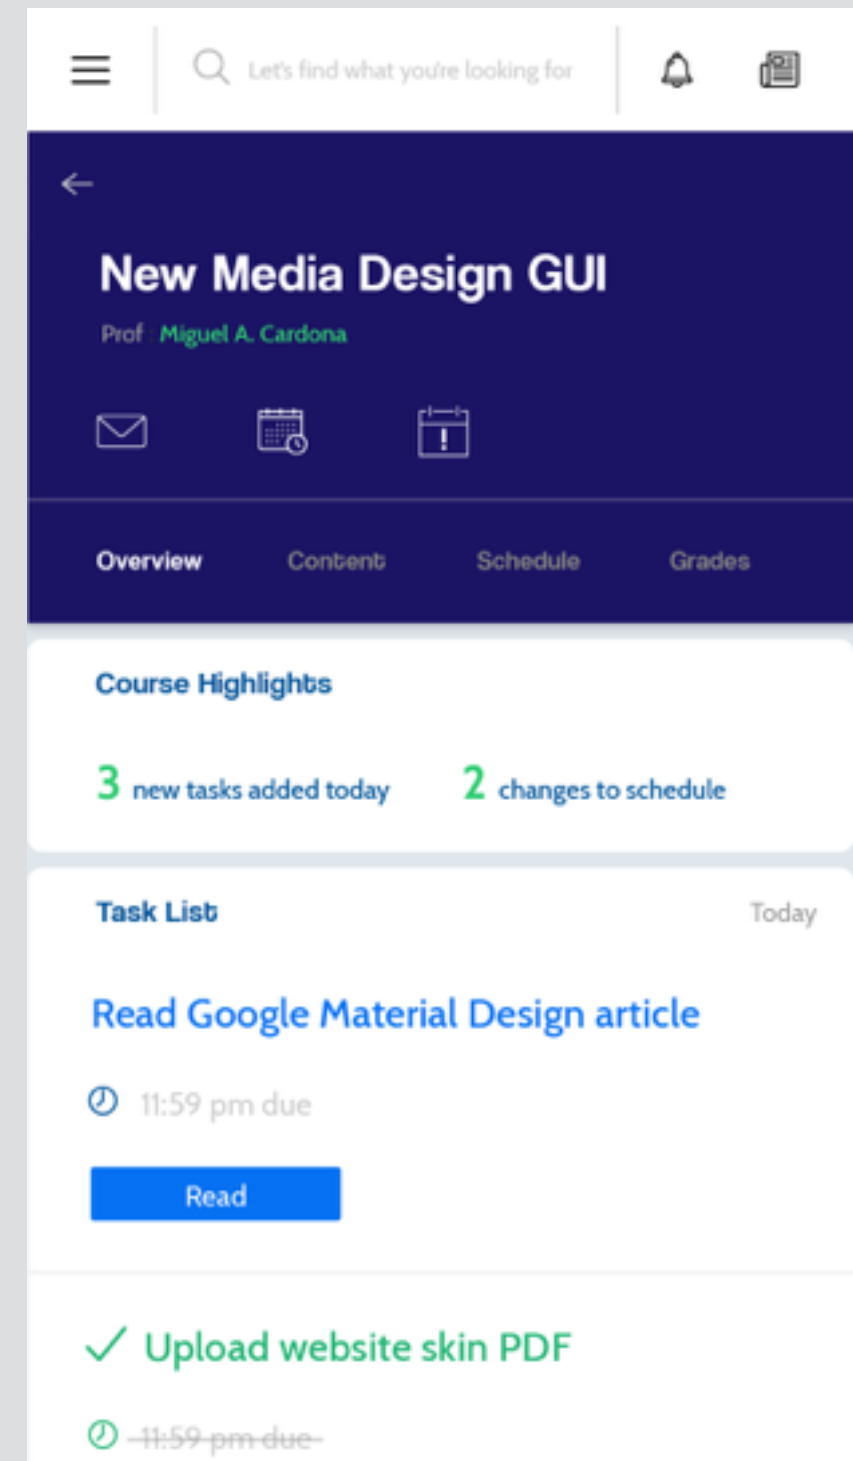 Let's find what you're looking for
New Media Design GUI
Prof : Miguel A. Cardona
Overview Content Schedule Grades
Course Highlights
3 new tasks added today 2 changes to schedule
Task List Today
Read Google Material Design article
11:59 pm due
Read
Upload website skin PDF
11:59 pm due